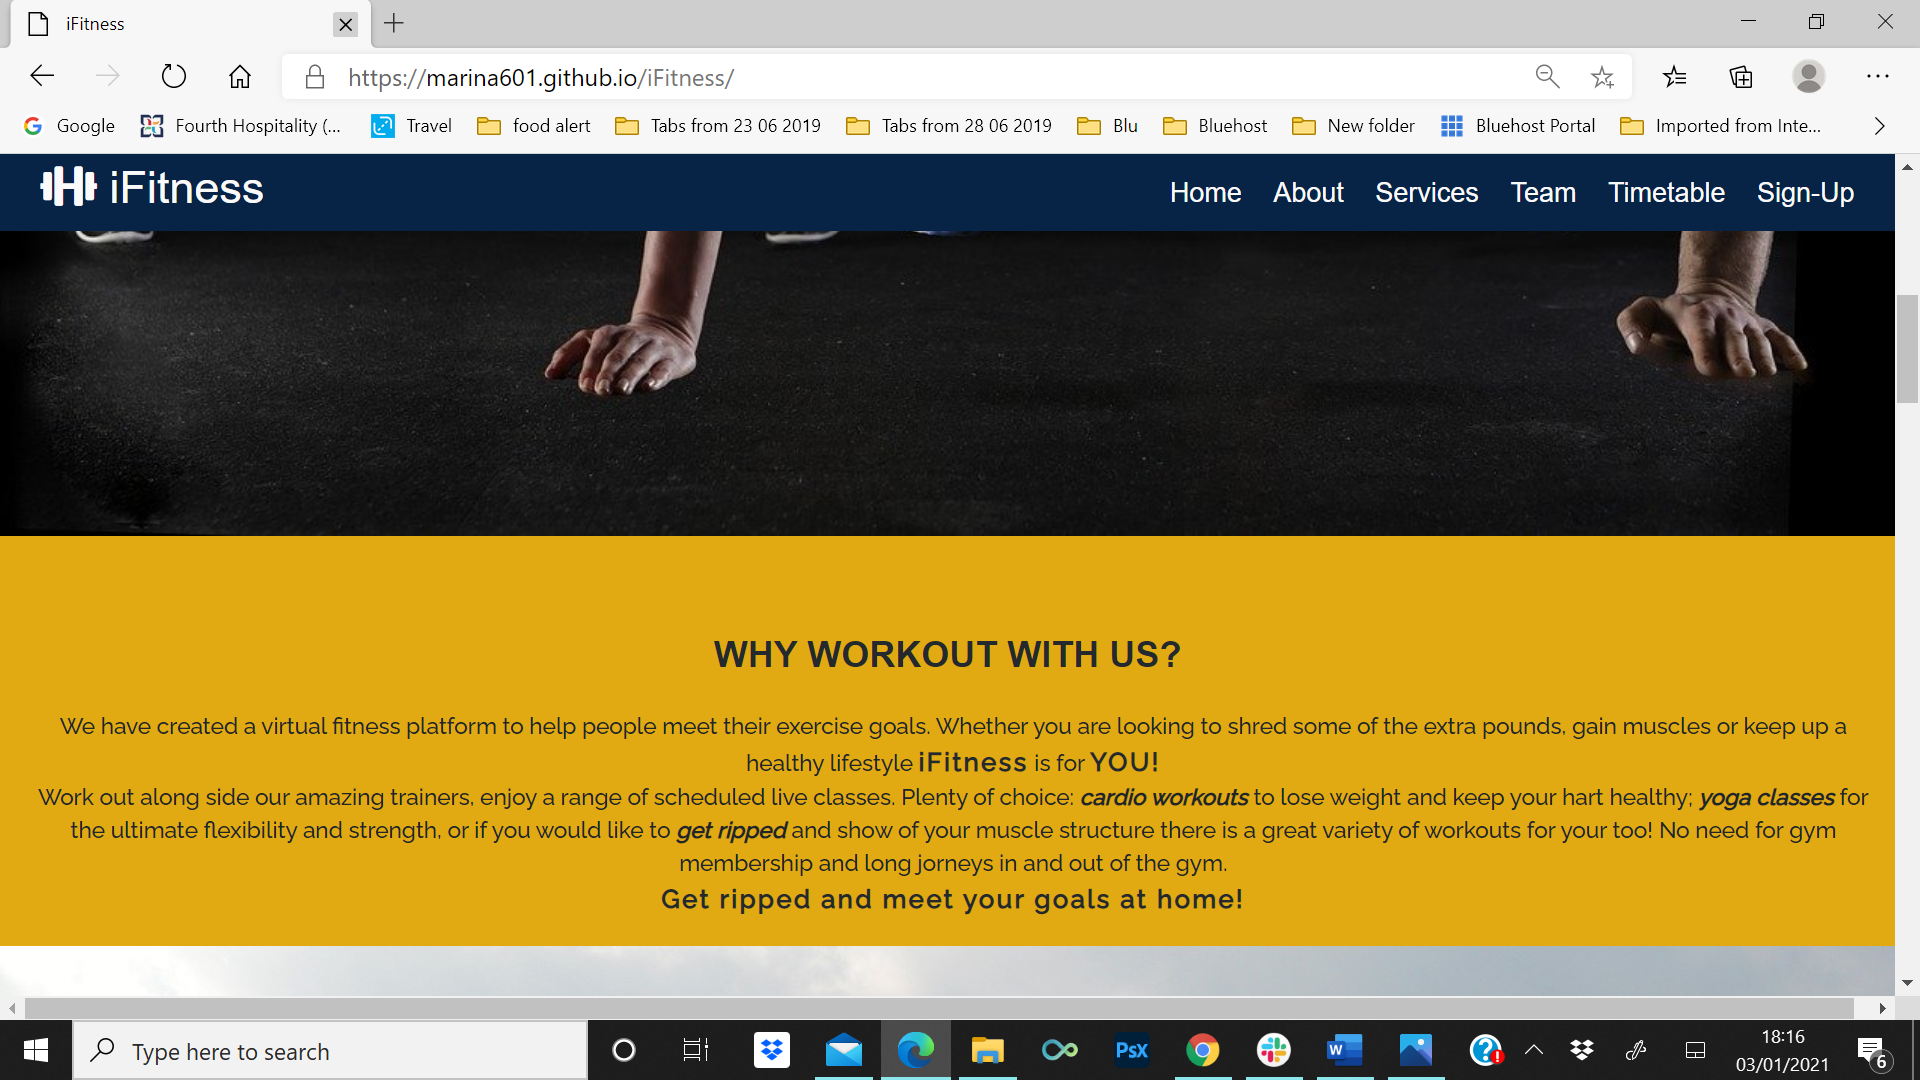 iFitness
https://marina601.github.io/iFitness/
Google Fourth Hospitality (... Travel food alert Tabs from 23 06 2019 Tabs from 28 06 2019 Blu Bluehost New folder Bluehost Portal Imported from Inte...
iFitness Home About Services Team Timetable Sign-Up
WHY WORKOUT WITH US?
We have created a virtual fitness platform to help people meet their exercise goals. Whether you are looking to shred some of the extra pounds, gain muscles or keep up a
healthy lifestyle iFitness is for YOU!
Work out along side our amazing trainers, enjoy a range of scheduled live classes. Plenty of choice: cardio workouts to lose weight and keep your hart healthy; yoga classes for
the ultimate flexibility and strength, or if you would like to get ripped and show of your muscle structure there is a great variety of workouts for your too! No need for gym
membership and long jorneys in and out of the gym.
Get ripped and meet your goals at home!
Type here to search PsX W 18:16
03/01/2021 6